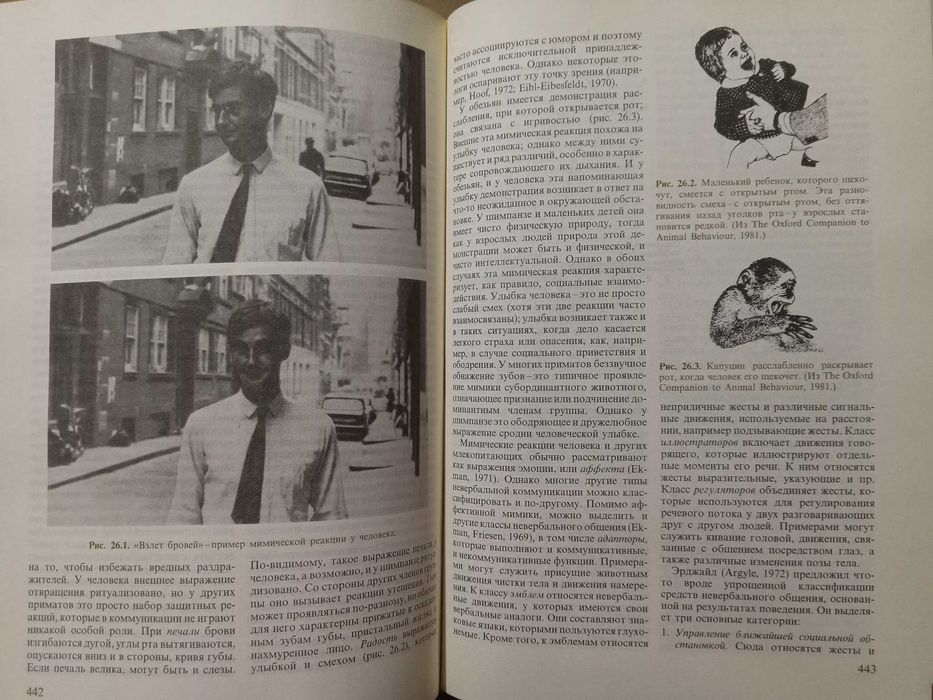 Рис. 26.1. «Взлет бровей» – пример мимической реакции у человека.
на то, чтобы избежать вредных раздра-
жителей. У человека внешнее выражение
отвращения ритуализовано, но у других
приматов это просто набор защитных ре-
акций, которые в коммуникации не играют
никакой особой роли. При печали брови
изгибаются дугой, углы рта вытягиваются,
опускаются вниз и в стороны, кривя губы.
Если печаль велика, могут быть и слезы.
442
По-видимому, такое выражение печали у
человека, а возможно, и у шимпанзе ритуа-
лизовано. Со стороны других членов груп-
пы оно вызывает реакции утешения. Гнев
может проявляться по-разному, но обычно
для него характерны прижатые к оскален-
ным зубам губы, пристальный взгляд и
нахмуренное лицо. Радость выражается
улыбкой и смехом (рис. 26.2), которые
часто ассоциируются с юмором и поэтому
считаются исключительной принадлеж-
ностью человека. Однако некоторые это-
логи оспаривают эту точку зрения (напри-
мер, Hoof, 1972; Eibl-Eibesfeldt, 1970).
У обезьян имеется демонстрация рас-
слабления, при которой открывается рот;
она связана с игривостью (рис. 26.3).
Внешне эта мимическая реакция похожа на
улыбку человека; однако между ними су-
ществует и ряд различий, особенно в харак-
тере сопровождающего их дыхания. И у
обезьян, и у человека эта напоминающая
улыбку демонстрация возникает в ответ на
что-то неожиданное в окружающей обста-
новке. У шимпанзе и маленьких детей она
имеет чисто физическую природу, тогда
как у взрослых людей природа этой де-
монстрации может быть и физической, и
чисто интеллектуальной. Однако в обоих
случаях эта мимическая реакция характе-
ризует, как правило, социальные взаимо-
действия. Улыбка человека – это не просто
слабый смех (хотя эти две реакции часто
взаимосвязаны); улыбка возникает также и
в таких ситуациях, когда дело касается
легкого страха или опасения, как, напри-
мер, в случае социального приветствия и
ободрения. У многих приматов беззвучное
обнажение зубов – это типичное проявле-
ние мимики субординантного животного,
означающее признание или подчинение до-
минантным членам группы. Однако у
шимпанзе это ободряющее и дружелюбное
выражение сродни человеческой улыбке.
Мимические реакции человека и других
млекопитающих обычно рассматривают
как выражения эмоции, или аффекта (Ek-
man, 1971). Однако многие другие типы
невербальной коммуникации можно клас-
сифицировать и по-другому. Помимо аф-
фективной мимики, можно выделить и
другие классы невербального общения (Ek-
man, Friesen, 1969), в том числе адапторы,
которые выполняют и коммуникативные,
и некоммуникативные функции. Примера-
ми могут служить присущие животным
движения чистки тела и движения намере-
ния. К классу эмблем относятся невербаль-
ные движения, у которых имеются свои
вербальные аналоги. Они составляют зна-
ковые языки, которыми пользуются глухо-
немые. Кроме того, к эмблемам относятся
Рис. 26.2. Маленький ребенок, которого щеко-
чут, смеется с открытым ртом. Эта разно-
видность смеха – с открытым ртом, без оття-
гивания назад уголков рта – у взрослых ста-
новится редкой. (Из The Oxford Companion to
Animal Behaviour, 1981.)
Рис. 26.3. Капуцин расслабленно раскрывает
рот, когда человек его щекочет. (Из The Oxford
Companion to Animal Behaviour, 1981.)
неприличные жесты и различные сигналь-
ные движения, используемые на расстоя-
нии, например подзывающие жесты. Класс
иллюстраторов включает движения гово-
рящего, которые иллюстрируют отдель-
ные моменты его речи. К ним относятся
жесты выразительные, указующие и пр.
Класс регуляторов объединяет жесты, ко-
торые используются для регулирования
речевого потока у двух разговаривающих
друг с другом людей. Примерами могут
служить кивание головой, движения, свя-
занные с общением посредством глаз, а
также различные изменения позы тела.
Эрджайл (Argyle, 1972) предложил что-
то вроде упрощенной классификации
средств невербального общения, основан-
ной на результатах поведения. Он выделя-
ет три основные категории:
1. Управление ближайшей социальной об-
становкой. Сюда относятся жесты и
443